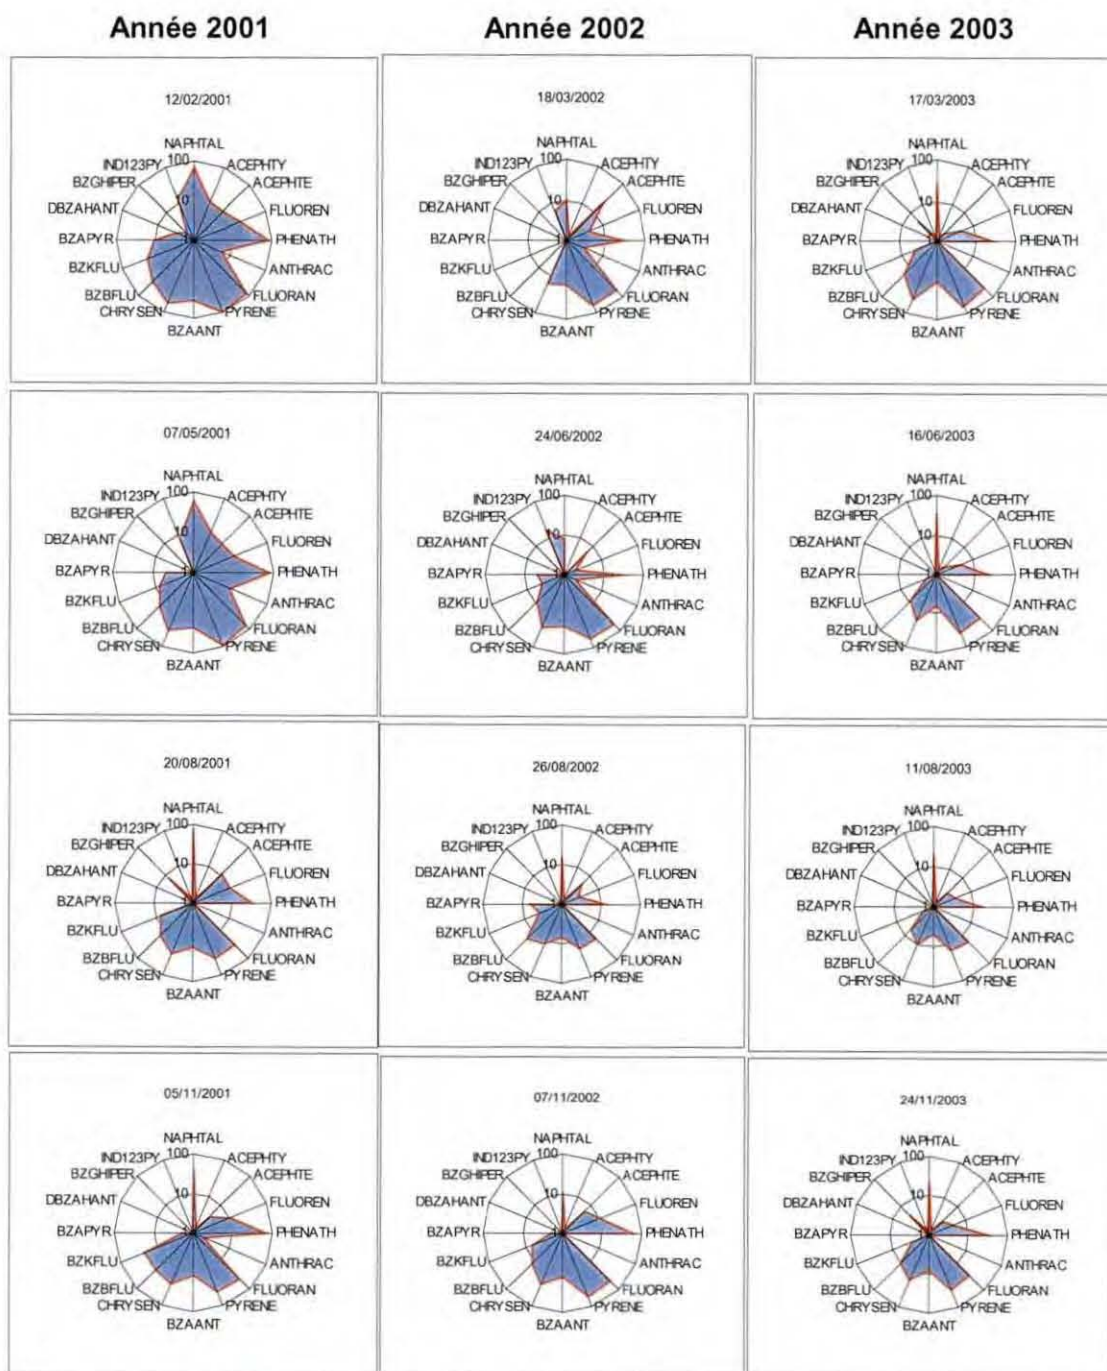 Année 2001 Année 2002 Année 2003
12/02/2001
NAPHTAL
IND123PY 100 ACEPHTY
BZGHIPER ACEPHTE
DBZAHANT 10 FLUOREN
BZAPYR PHENATH
BZKFLU ANTHRAC
BZBFLU FLUORAN
CHRYSEN PYRENE
BZAANT
18/03/2002
NAPHTAL
IND123PY 100 ACEPHTY
BZGHIPER ACEPHTE
DBZAHANT 10 FLUOREN
BZAPYR PHENATH
BZKFLU ANTHRAC
BZBFLU FLUORAN
CHRYSEN PYRENE
BZAANT
17/03/2003
NAPHTAL
IND123PY 100 ACEPHTY
BZGHIPER ACEPHTE
DBZAHANT 10 FLUOREN
BZAPYR PHENATH
BZKFLU ANTHRAC
BZBFLU FLUORAN
CHRYSEN PYRENE
BZAANT
07/05/2001
NAPHTAL
IND123PY 100 ACEPHTY
BZGHIPER ACEPHTE
DBZAHANT 10 FLUOREN
BZAPYR PHENATH
BZKFLU ANTHRAC
BZBFLU FLUORAN
CHRYSEN PYRENE
BZAANT
24/06/2002
NAPHTAL
IND123PY 100 ACEPHTY
BZGHIPER ACEPHTE
DBZAHANT 10 FLUOREN
BZAPYR PHENATH
BZKFLU ANTHRAC
BZBFLU FLUORAN
CHRYSEN PYRENE
BZAANT
16/06/2003
NAPHTAL
IND123PY 100 ACEPHTY
BZGHIPER ACEPHTE
DBZAHANT 10 FLUOREN
BZAPYR PHENATH
BZKFLU ANTHRAC
BZBFLU FLUORAN
CHRYSEN PYRENE
BZAANT
20/08/2001
NAPHTAL
IND123PY 100 ACEPHTY
BZGHIPER ACEPHTE
DBZAHANT 10 FLUOREN
BZAPYR PHENATH
BZKFLU ANTHRAC
BZBFLU FLUORAN
CHRYSEN PYRENE
BZAANT
26/08/2002
NAPHTAL
IND123PY 100 ACEPHTY
BZGHIPER ACEPHTE
DBZAHANT 10 FLUOREN
BZAPYR PHENATH
BZKFLU ANTHRAC
BZBFLU FLUORAN
CHRYSEN PYRENE
BZAANT
11/08/2003
NAPHTAL
IND123PY 100 ACEPHTY
BZGHIPER ACEPHTE
DBZAHANT 10 FLUOREN
BZAPYR PHENATH
BZKFLU ANTHRAC
BZBFLU FLUORAN
CHRYSEN PYRENE
BZAANT
05/11/2001
NAPHTAL
IND123PY 100 ACEPHTY
BZGHIPER ACEPHTE
DBZAHANT 10 FLUOREN
BZAPYR PHENATH
BZKFLU ANTHRAC
BZBFLU FLUORAN
CHRYSEN PYRENE
BZAANT
07/11/2002
NAPHTAL
IND123PY 100 ACEPHTY
BZGHIPER ACEPHTE
DBZAHANT 10 FLUOREN
BZAPYR PHENATH
BZKFLU ANTHRAC
BZBFLU FLUORAN
CHRYSEN PYRENE
BZAANT
24/11/2003
NAPHTAL
IND123PY 100 ACEPHTY
BZGHIPER ACEPHTE
DBZAHANT 10 FLUOREN
BZAPYR PHENATH
BZKFLU ANTHRAC
BZBFLU FLUORAN
CHRYSEN PYRENE
BZAANT